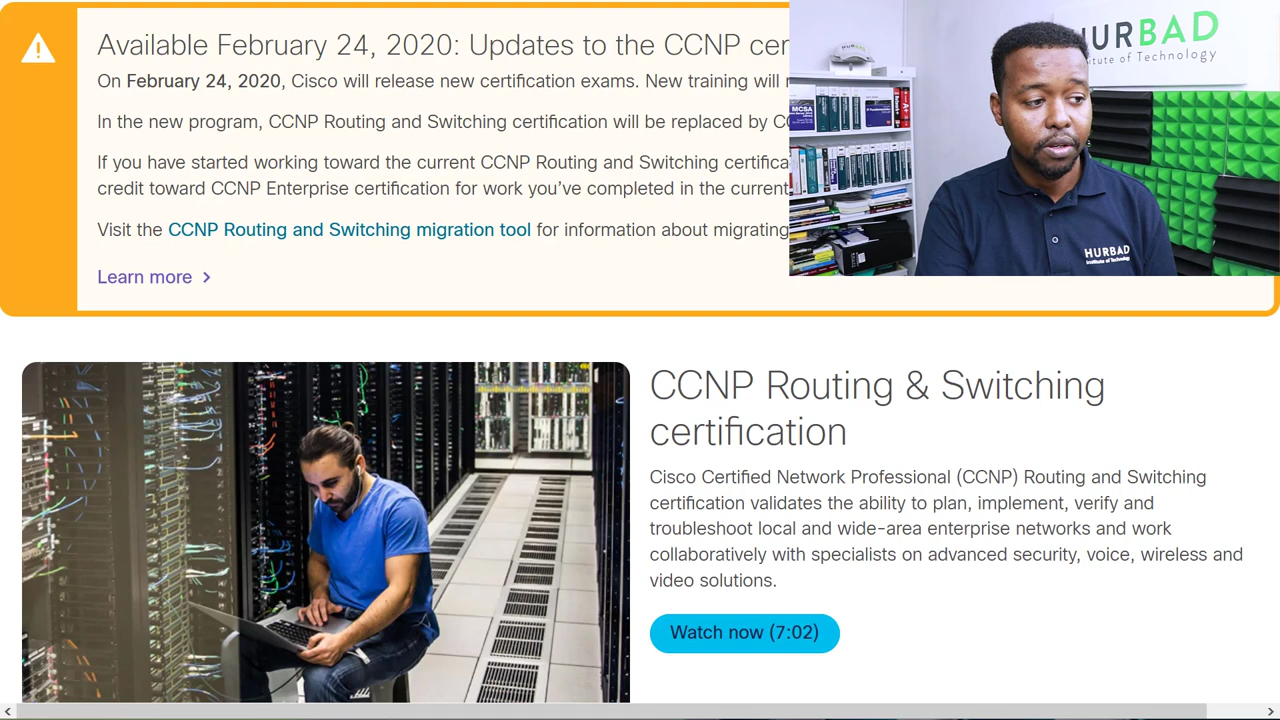 Available February 24, 2020: Updates to the CCNP cer
On February 24, 2020, Cisco will release new certification exams. New training will
In the new program, CCNP Routing and Switching certification will be replaced by
If you have started working toward the current CCNP Routing and Switching certifica
credit toward CCNP Enterprise certification for work you’ve completed in the current
Visit the CCNP Routing and Switching migration tool for information about migrating
Learn more
HURBAD
itute of Technology
MCSA
HURBAD
Institute of Technology
CCNP Routing & Switching
certification
Cisco Certified Network Professional (CCNP) Routing and Switching
certification validates the ability to plan, implement, verify and
troubleshoot local and wide-area enterprise networks and work
collaboratively with specialists on advanced security, voice, wireless and
video solutions.
Watch now (7:02)